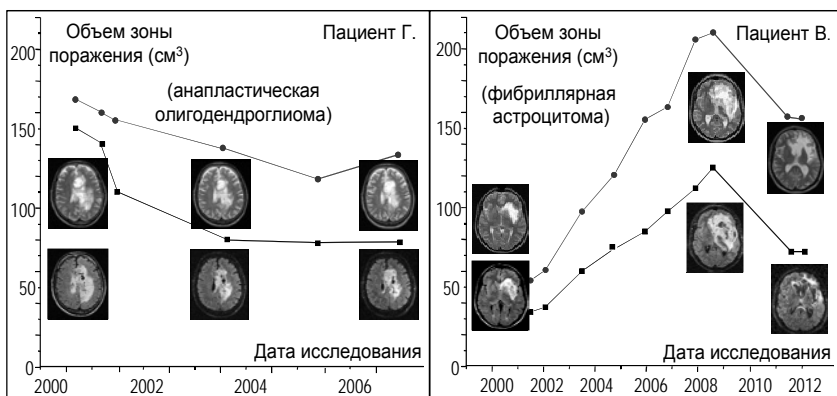 Объем зоны
поражения (см³)
Пациент Г.
(анапластическая
олигодендроглиома)
200
150
100
50
0
Дата исследования
2000 2002 2004 2006
Объем зоны
поражения (см³)
Пациент В.
(фибриллярная
астроцитома)
200
150
100
50
0
Дата исследования
2000 2002 2004 2006 2008 2010 2012